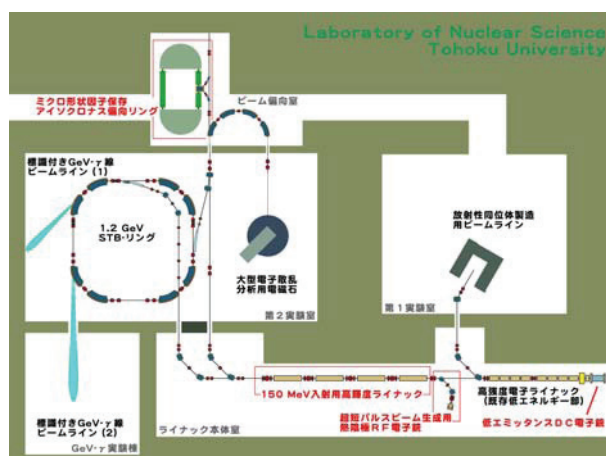 Laboratory of Nuclear Science
Tohoku University
ミクロ形状因子保存
アイソクロナス偏向リング
ビーム偏向室
標識付きGeV-γ線
ビームライン (1)
1.2 GeV
STB-リング
大型電子散乱
分析用電磁石
第２実験室
放射性同位体製造
用ビームライン
第１実験室
150 MeV入射用高輝度ライナック
超短パルスビーム生成用
熱陰極ＲＦ電子銃
高強度電子ライナック
(既存低エネルギー部)
低エミッタンスＤＣ電子銃
標識付きGeV-γ線
ビームライン (2)
GeV-γ実験棟
ライナック本体室